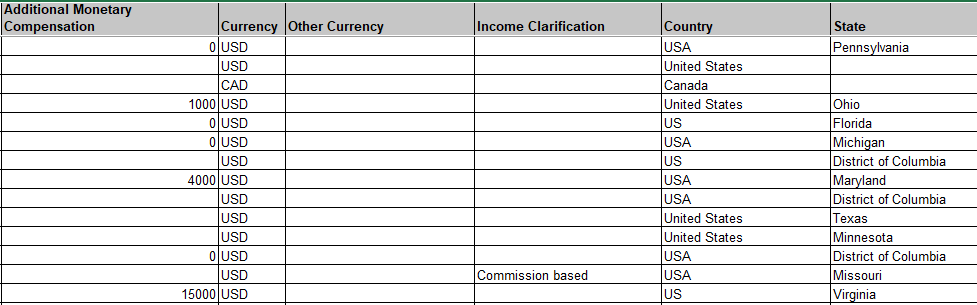 Additional Monetary
Compensation Currency Other Currency Income Clarification Country State
0 USD USA Pennsylvania
USD United States
CAD Canada
1000 USD United States Ohio
0 USD US Florida
0 USD USA Michigan
USD US District of Columbia
4000 USD USA Maryland
USD USA District of Columbia
USD United States Texas
USD United States Minnesota
0 USD USA District of Columbia
USD Commission based USA Missouri
15000 USD US Virginia